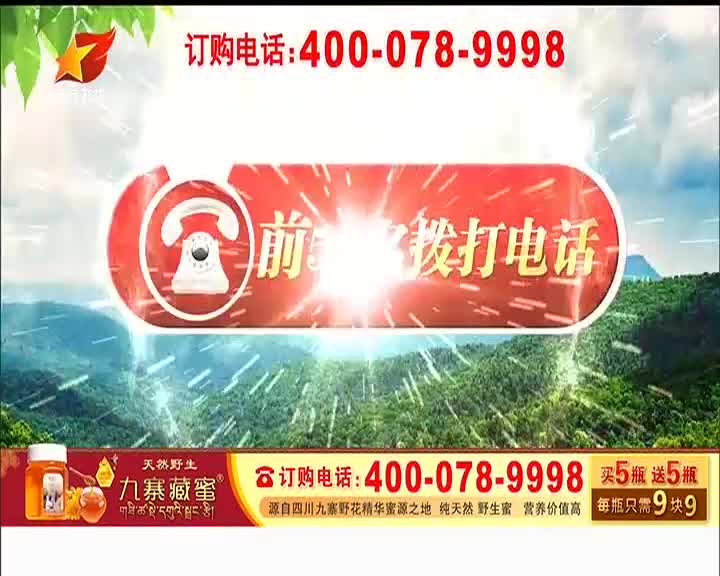 订购电话:400-078-9998
前 名拨打电话
天然野生
九寨藏蜜®
订购电话:400-078-9998
源自四川九寨野花精华蜜源之地 纯天然 野生蜜 营养价值高
买5瓶 送5瓶
每瓶只需9块9